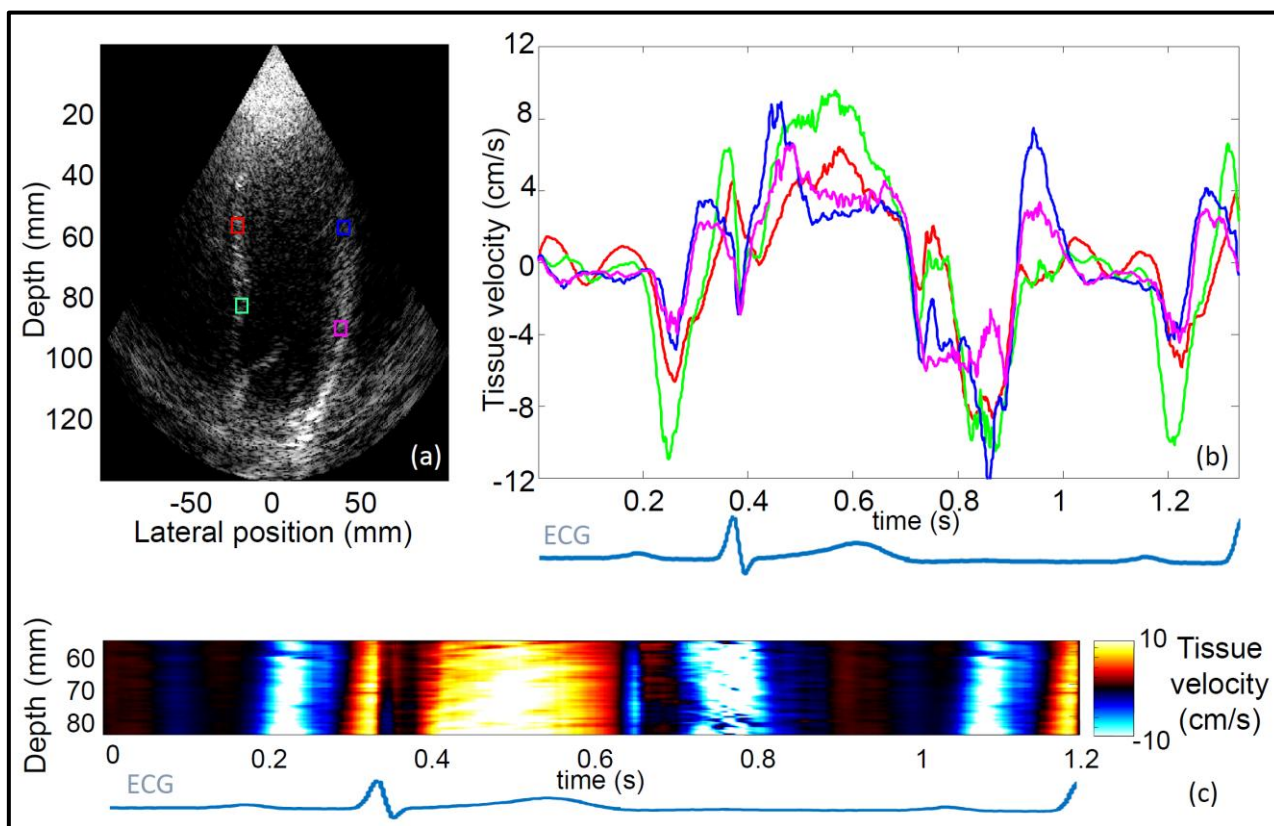 20
40
60
80
100
120
Depth (mm)
-50 0 50
Lateral position (mm)
(a)
12
8
4
0
-4
-8
-12
Tissue velocity (cm/s)
0.2 0.4 0.6 0.8 1 1.2
time (s)
(b)
ECG
Depth (mm)
60
70
80
0 0.2 0.4 0.6 0.8 1 1.2
time (s)
10
-10
Tissue
velocity
(cm/s)
ECG
(c)